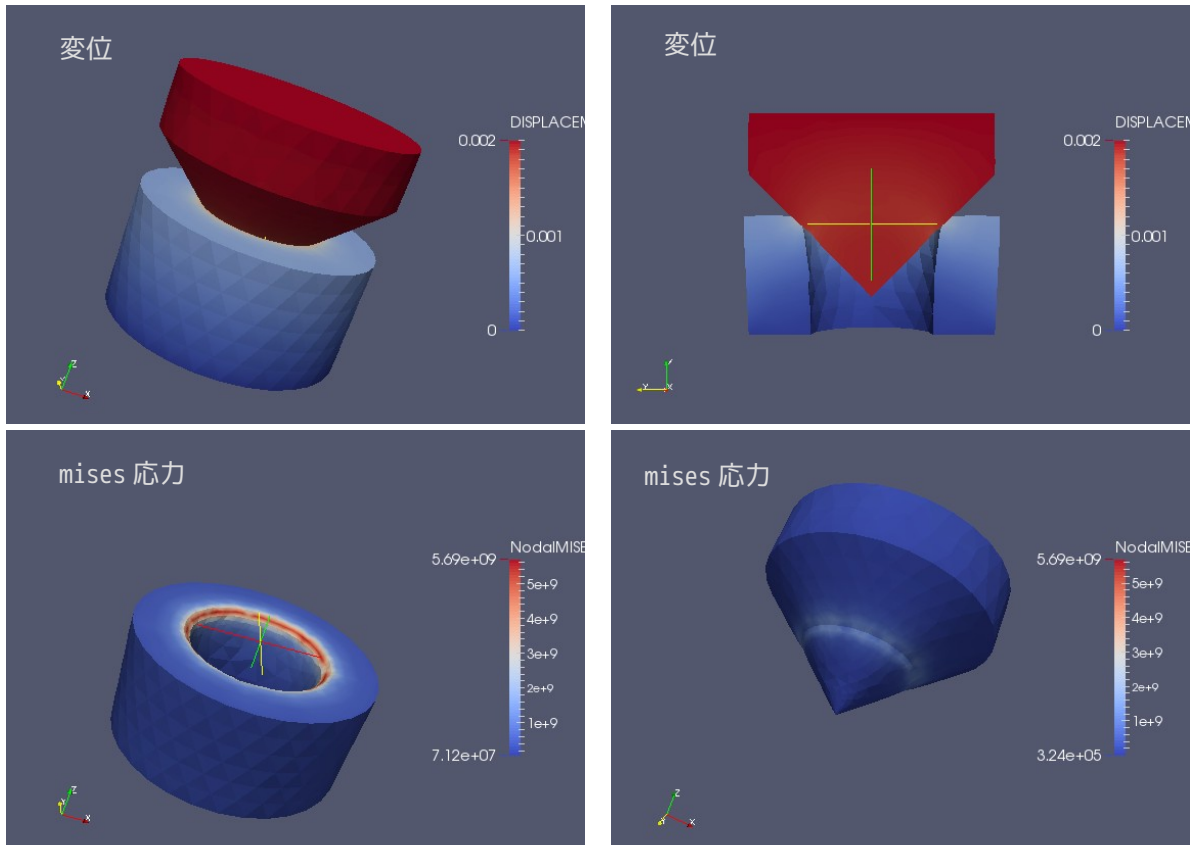 変位
DISPLACEM
0.002
0.001
0
Z
Y
X
変位
DISPLACEM
0.002
0.001
0
Y
X
mises 応力
NodalMISE
5.69e+09
5e+9
4e+9
3e+9
2e+9
1e+9
7.12e+07
Z
Y
X
mises 応力
NodalMISE
5.69e+09
5e+9
4e+9
3e+9
2e+9
1e+9
3.24e+05
Z
Y
X